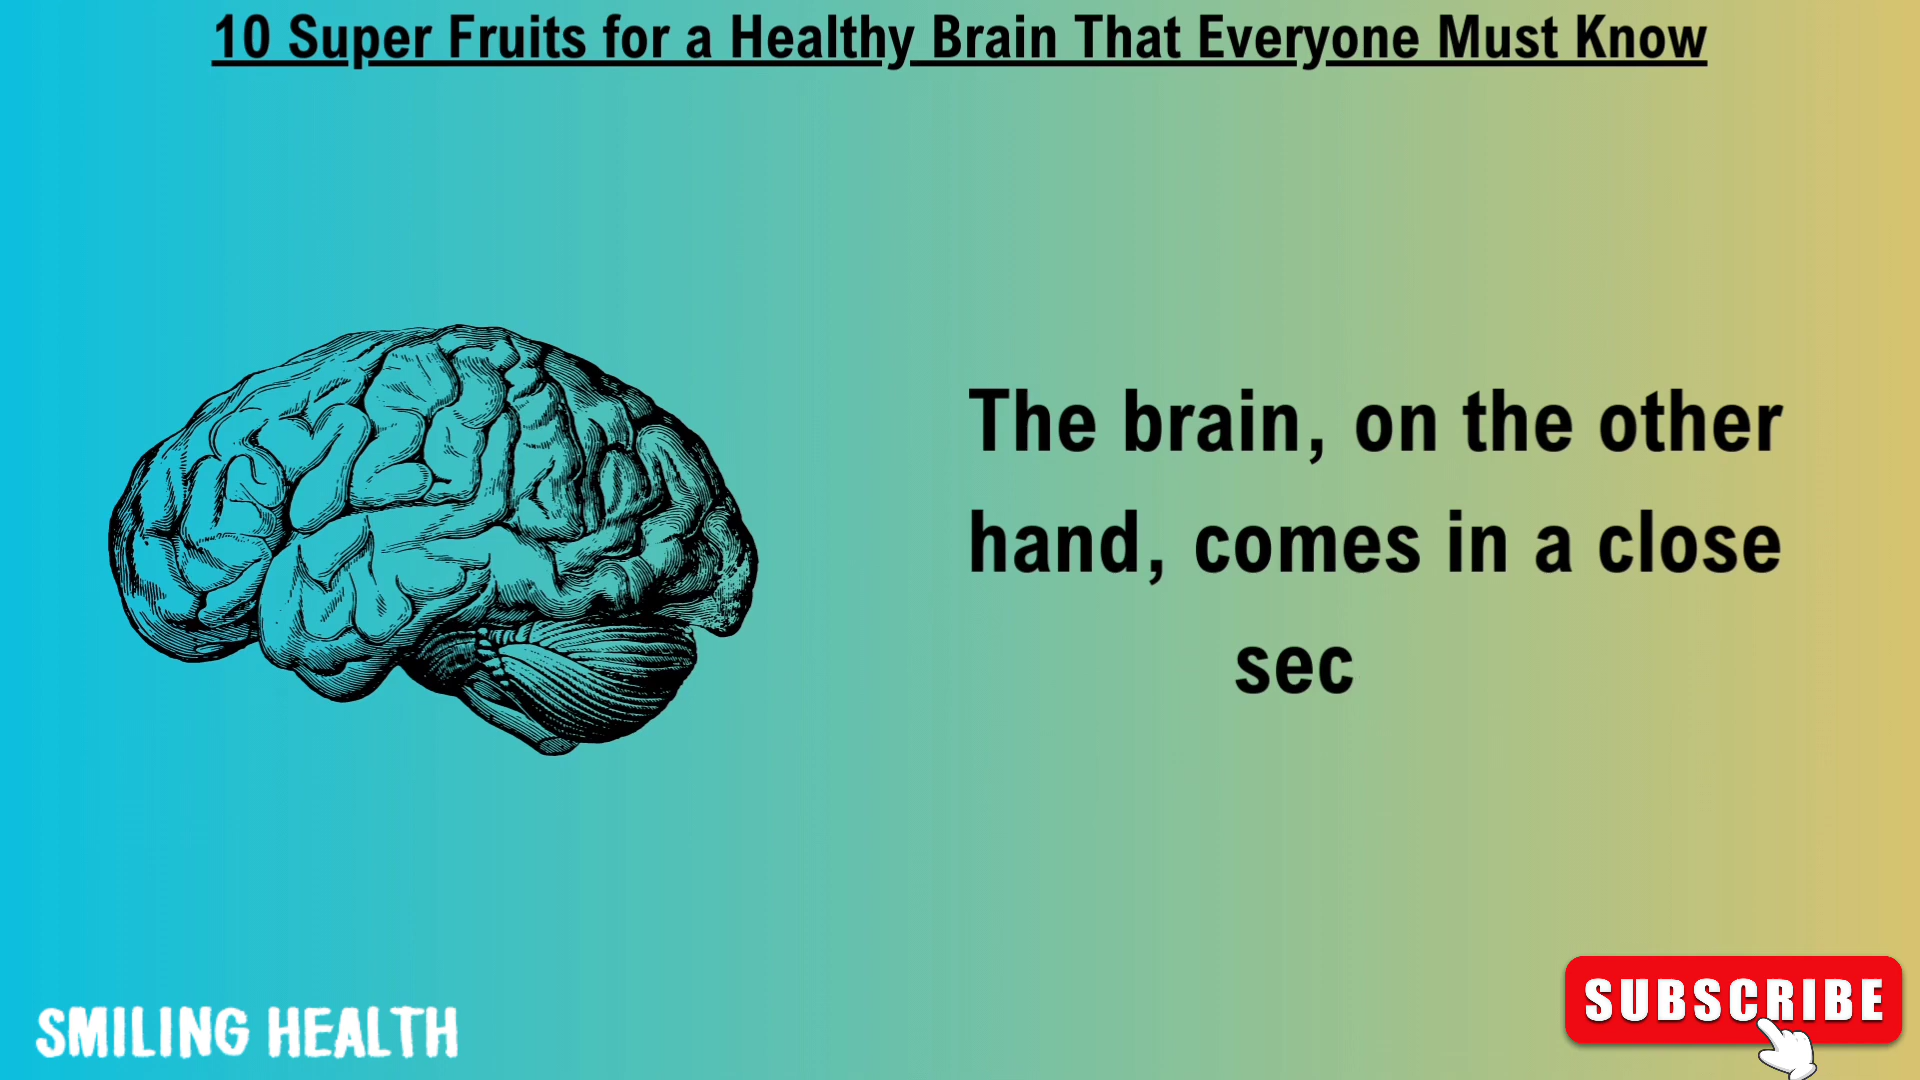 10 Super Fruits for a Healthy Brain That Everyone Must Know
The brain, on the other
hand, comes in a close
sec
SMILING HEALTH
SUBSCRIBE